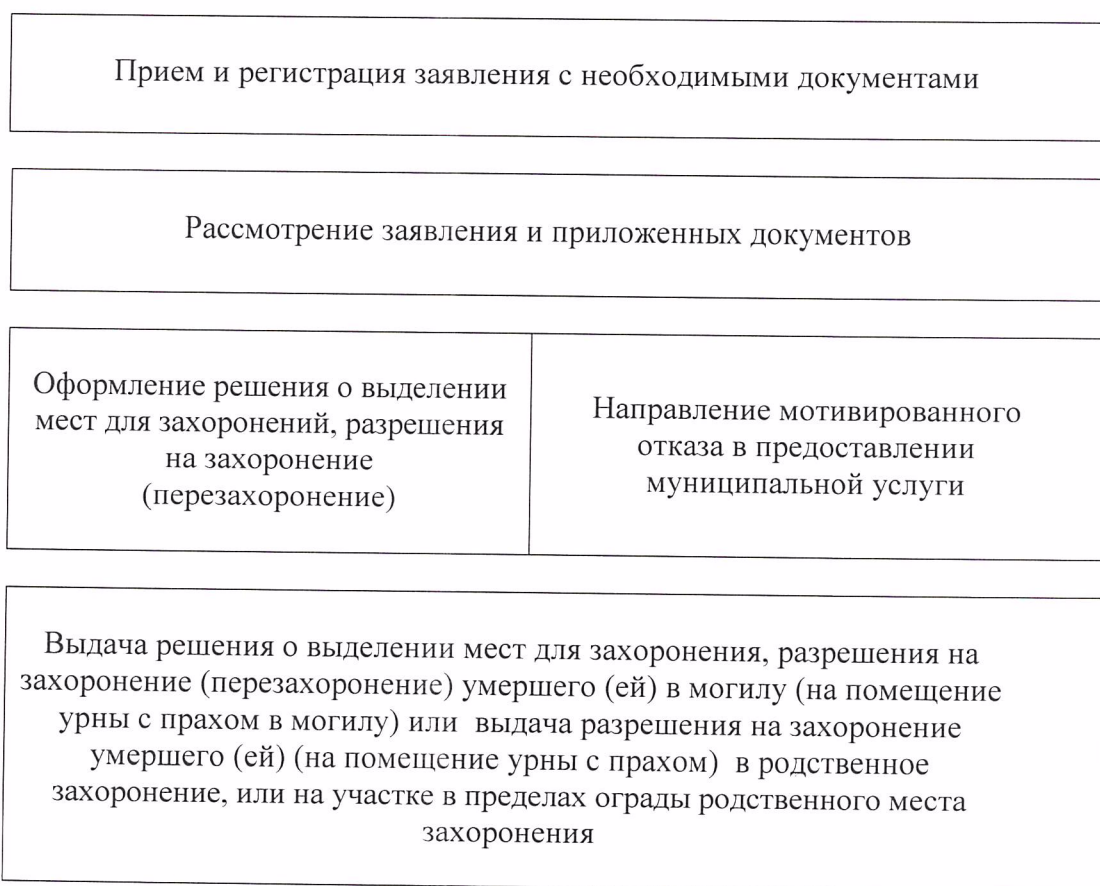 Прием и регистрация заявления с необходимыми документами
Рассмотрение заявления и приложенных документов
Оформление решения о выделении
мест для захоронений, разрешения
на захоронение
(перезахоронение)
Направление мотивированного
отказа в предоставлении
муниципальной услуги
Выдача решения о выделении мест для захоронения, разрешения на
захоронение (перезахоронение) умершего (ей) в могилу (на помещение
урны с прахом в могилу) или выдача разрешения на захоронение
умершего (ей) (на помещение урны с прахом) в родственное
захоронение, или на участке в пределах ограды родственного места
захоронения